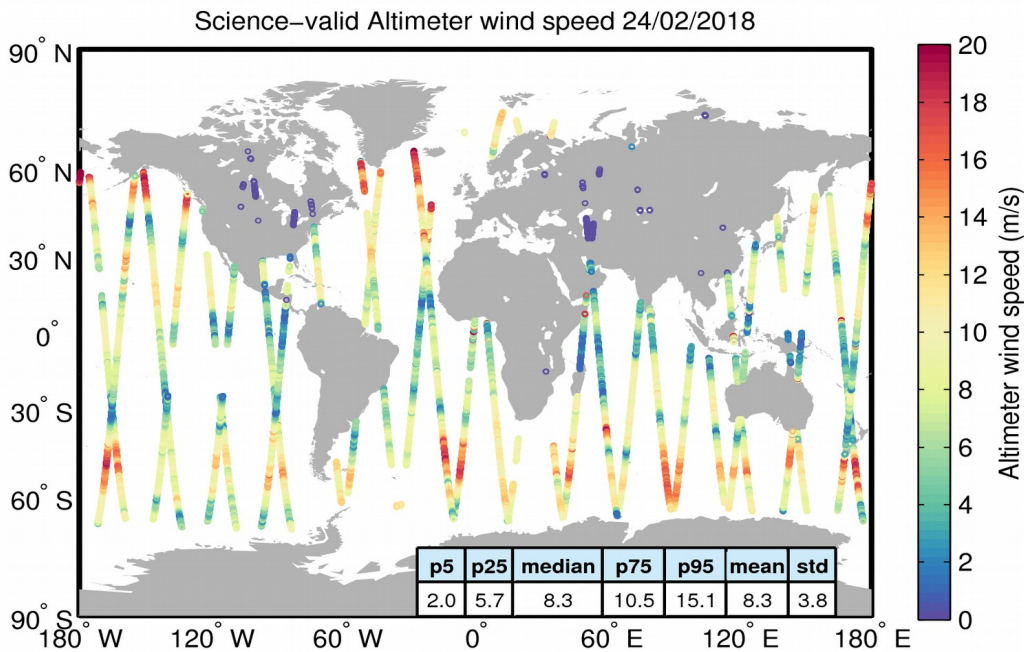 Science−valid Altimeter wind speed 24/02/2018
90° N
60° N
30° N
0°
30° S
60° S
90° S
180° W
120° W
60° W
0°
60° E
120° E
180° E
p5 p25 median p75 p95 mean std
2.0 5.7 8.3 10.5 15.1 8.3 3.8
20
18
16
14
12
10
8
6
4
2
0
Altimeter wind speed (m/s)